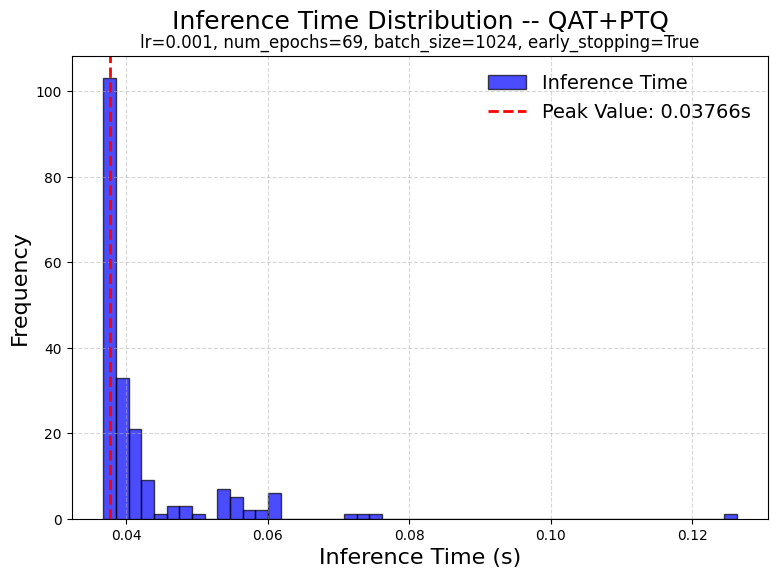 Inference Time Distribution -- QAT+PTQ
lr=0.001, num_epochs=69, batch_size=1024, early_stopping=True
Inference Time
Peak Value: 0.03766s
Frequency
100
80
60
40
20
0
0.04
0.06
0.08
0.10
0.12
Inference Time (s)